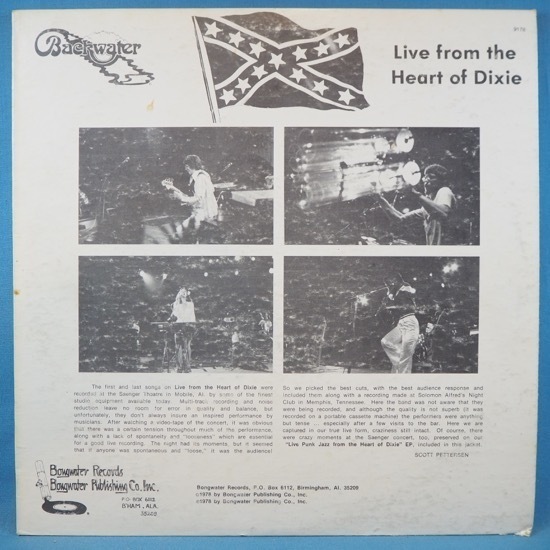 Backwater
Live from the
Heart of Dixie
The first and last songs on Live from the Heart of Dixie were
recorded at the Saenger Theatre in Mobile, Al. by some of the finest
studio equipment available today. Multi-track recording and noise
reduction leave no room for error in quality and balance, but
unfortunately, they don't always insure an inspired performance by
musicians. After watching a video-tape of the concert, it was obvious
that there was a certain tension throughout much of the performance,
along with a lack of spontaneity and "looseness" which are essential
for a good live recording. The night had its moments, but it seemed
that if anyone was spontaneous and "loose," it was the audience!
So we picked the best cuts, with the best audience response and
included them along with a recording made at Solomon Alfred's Night
Club in Memphis, Tennessee. Here the band was not aware that they
were being recorded, and although the quality is not superb (it was
recorded on a portable cassette machine) the performers were anything
but tense ... especially after a few visits to the bar. Here we are
captured in our true live form, craziness still intact. Of course, there
were crazy moments at the Saenger concert, too, preserved on our
"Live Punk Jazz from the Heart of Dixie" EP, included in this jacket.
SCOTT PETTERSEN
Bongwater Records
Bongwater Publishing Co., Inc.
P.O. BOX 6112
B'HAM., ALA.
35209
Bongwater Records, P.O. Box 6112, Birmingham, Al. 35209
℗1978 by Bongwater Publishing Co., Inc.
©1978 by Bongwater Publishing Co., Inc.